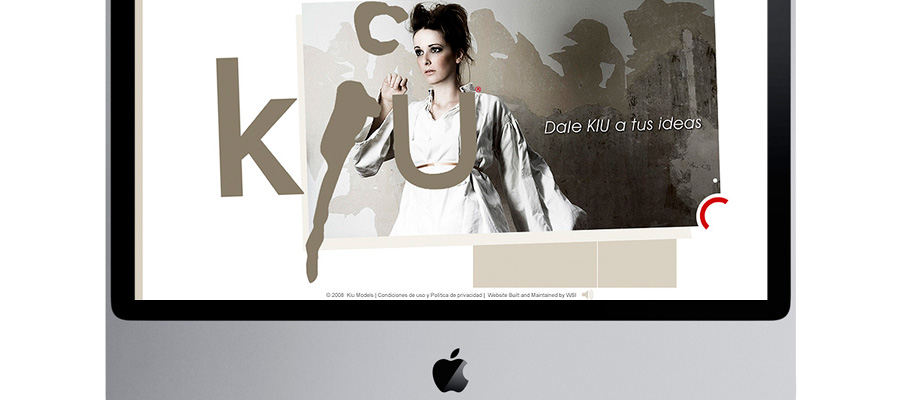 kiu
Dale KIU a tus ideas
© 2008 Kiu Models | Condiciones de uso y Política de privacidad | Website Built and Maintained by WSI